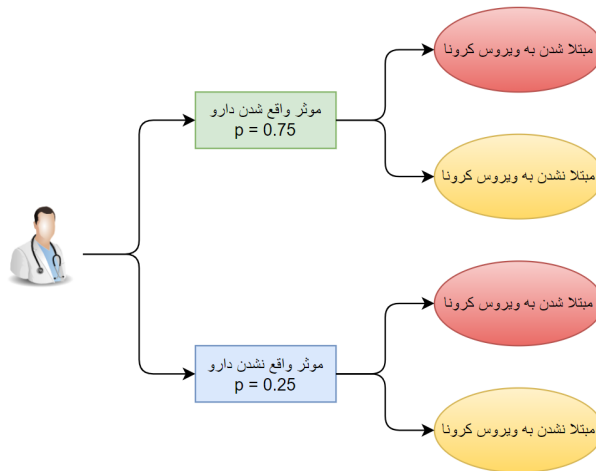 مبتلا شدن به ویروس کرونا
موثر واقع شدن دارو
p = 0.75
مبتلا نشدن به ویروس کرونا
مبتلا شدن به ویروس کرونا
موثر واقع نشدن دارو
p = 0.25
مبتلا نشدن به ویروس کرونا